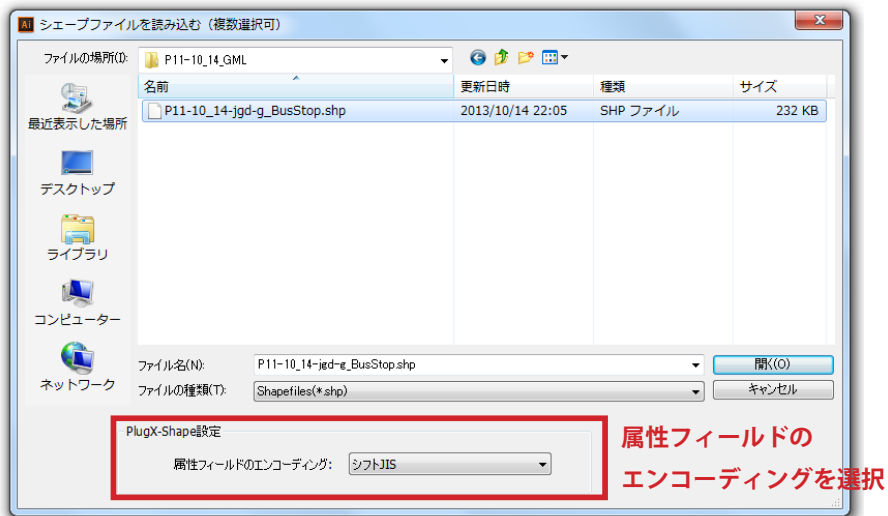 Ai シェープファイルを読み込む（複数選択可）
ファイルの場所(I):
P11-10_14_GML
名前
更新日時
種類
サイズ
P11-10_14-jgd-g_BusStop.shp
2013/10/14 22:05
SHP ファイル
232 KB
最近表示した場所
デスクトップ
ライブラリ
コンピューター
ネットワーク
ファイル名(N):
P11-10_14-jgd-g_BusStop.shp
開く(O)
ファイルの種類(T):
Shapefiles(*.shp)
キャンセル
PlugX-Shape設定
属性フィールドのエンコーディング:
シフトJIS
属性フィールドの
エンコーディングを選択